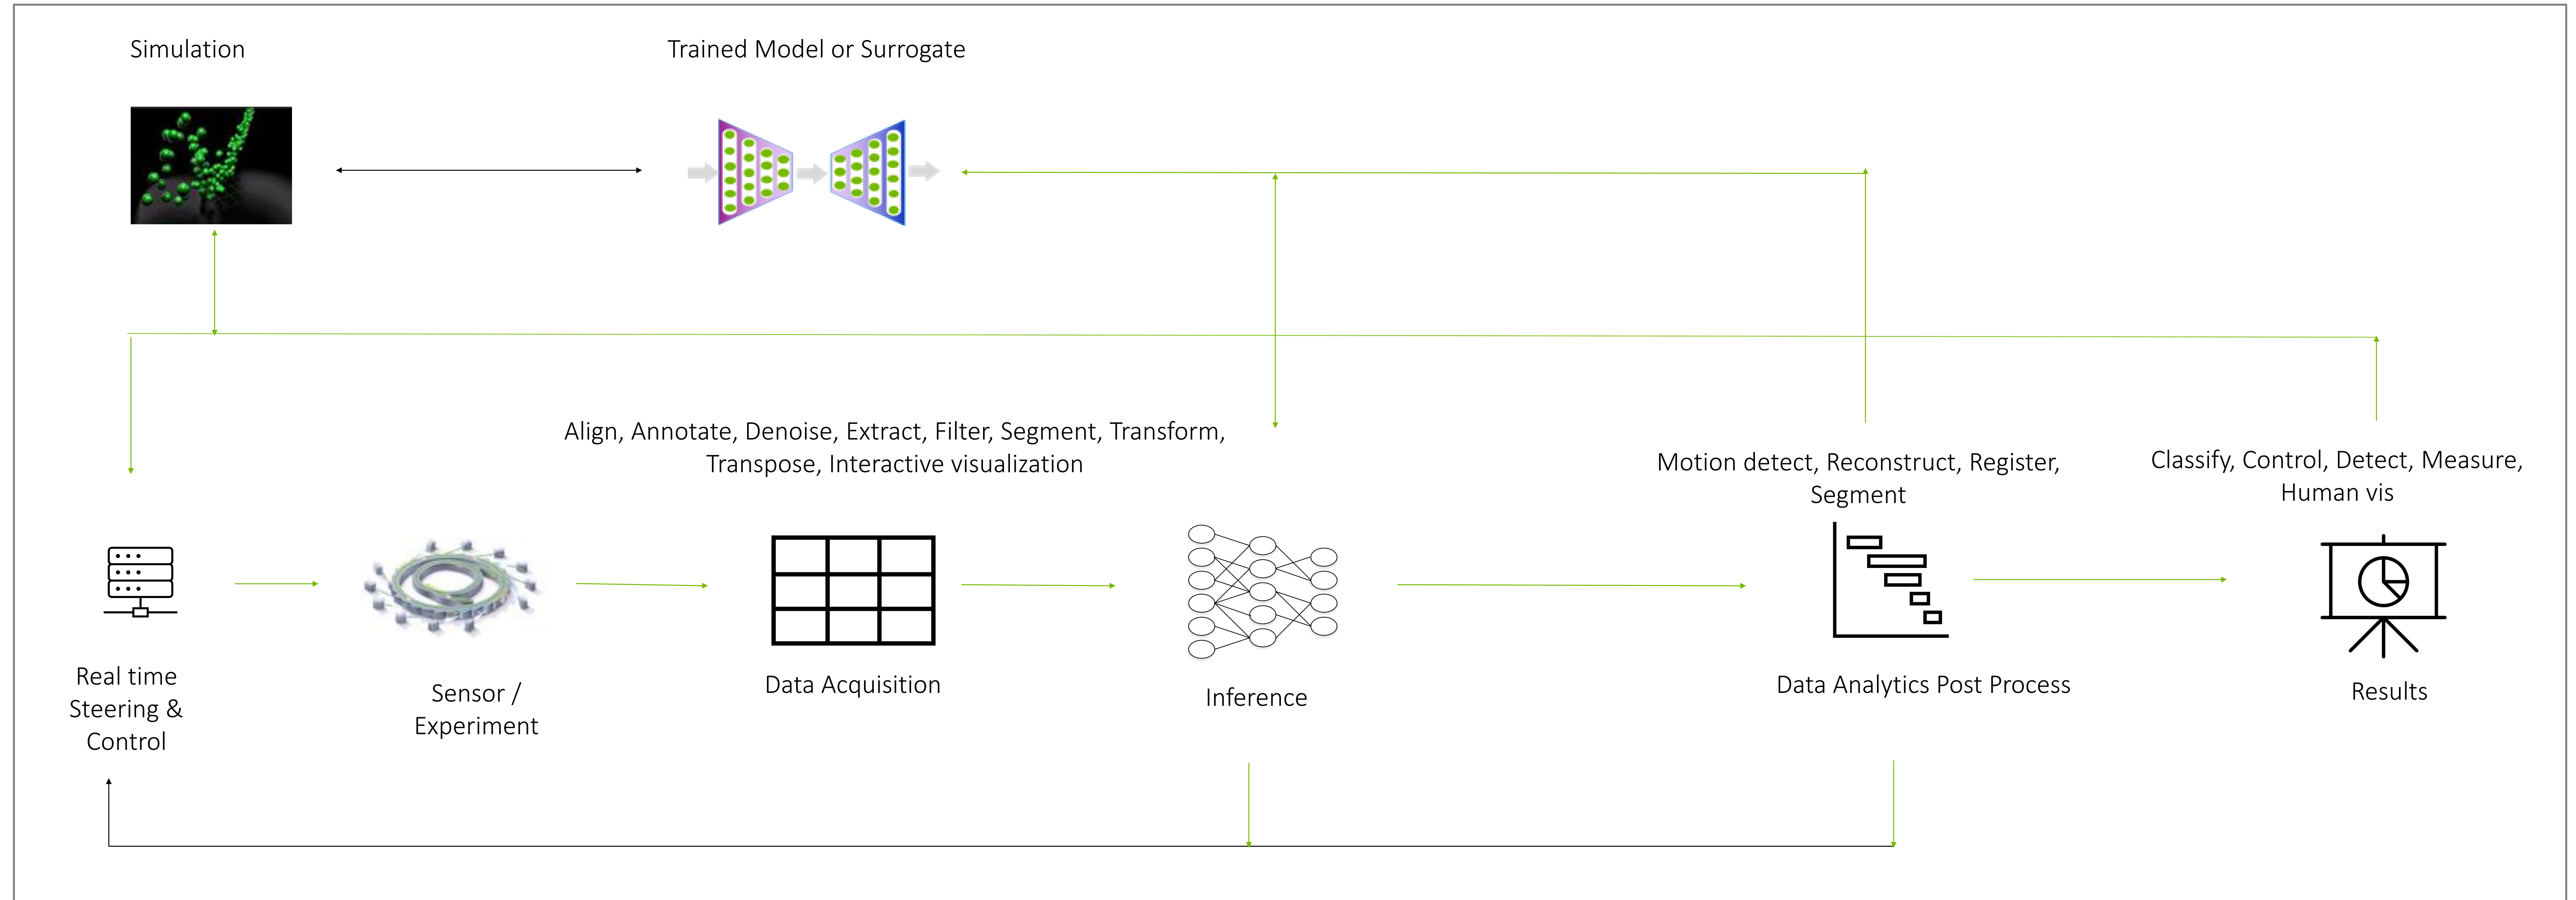 Simulation
Trained Model or Surrogate
Align, Annotate, Denoise, Extract, Filter, Segment, Transform,
Transpose, Interactive visualization
Motion detect, Reconstruct, Register,
Segment
Classify, Control, Detect, Measure,
Human vis
Real time
Steering &
Control
Sensor /
Experiment
Data Acquisition
Inference
Data Analytics Post Process
Results